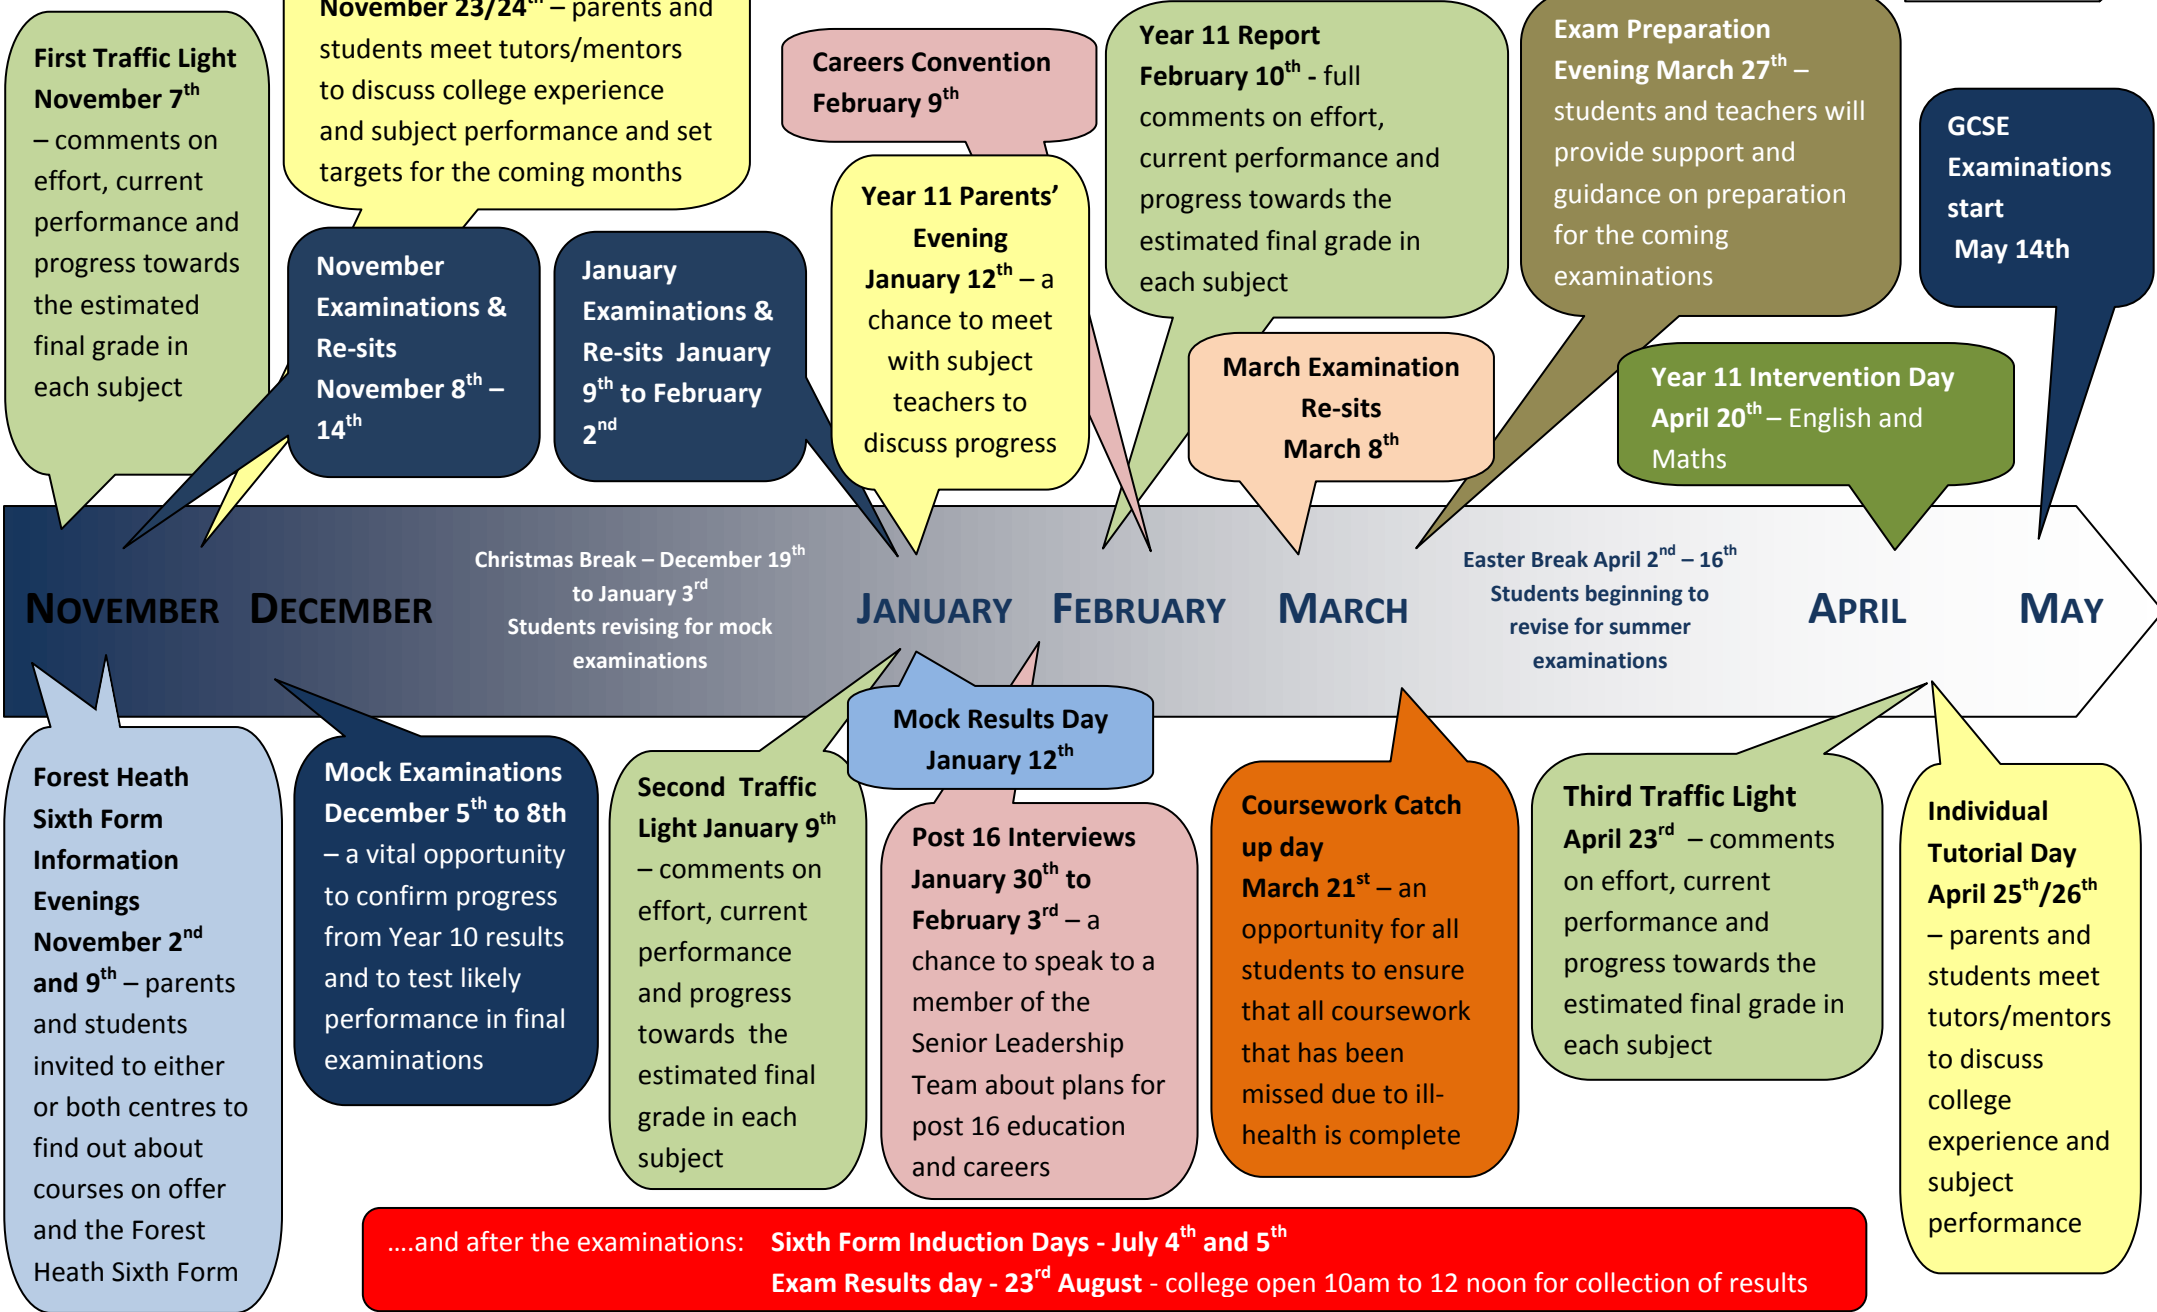 November 23/24th – parents and
students meet tutors/mentors
to discuss college experience
and subject performance and set
targets for the coming months
First Traffic Light
November 7th
– comments on
effort, current
performance and
progress towards
the estimated
final grade in
each subject
Careers Convention
February 9th
Year 11 Report
February 10th - full
comments on effort,
current performance and
progress towards the
estimated final grade in
each subject
Exam Preparation
Evening March 27th –
students and teachers will
provide support and
guidance on preparation
for the coming
examinations
GCSE
Examinations
start
May 14th
November
Examinations &
Re-sits
November 8th –
14th
January
Examinations &
Re-sits January
9th to February
2nd
Year 11 Parents’
Evening
January 12th – a
chance to meet
with subject
teachers to
discuss progress
March Examination
Re-sits
March 8th
Year 11 Intervention Day
April 20th – English and
Maths
NOVEMBER DECEMBER
Christmas Break – December 19th
to January 3rd
Students revising for mock
examinations
JANUARY FEBRUARY MARCH
Easter Break April 2nd – 16th
Students beginning to
revise for summer
examinations
APRIL MAY
Forest Heath
Sixth Form
Information
Evenings
November 2nd
and 9th – parents
and students
invited to either
or both centres to
find out about
courses on offer
and the Forest
Heath Sixth Form
Mock Examinations
December 5th to 8th
– a vital opportunity
to confirm progress
from Year 10 results
and to test likely
performance in final
examinations
Second Traffic
Light January 9th
– comments on
effort, current
performance
and progress
towards the
estimated final
grade in each
subject
Mock Results Day
January 12th
Post 16 Interviews
January 30th to
February 3rd – a
chance to speak to a
member of the
Senior Leadership
Team about plans for
post 16 education
and careers
Coursework Catch
up day
March 21st – an
opportunity for all
students to ensure
that all coursework
that has been
missed due to ill-
health is complete
Third Traffic Light
April 23rd – comments
on effort, current
performance and
progress towards the
estimated final grade in
each subject
Individual
Tutorial Day
April 25th/26th
– parents and
students meet
tutors/mentors
to discuss
college
experience and
subject
performance
....and after the examinations: Sixth Form Induction Days - July 4th and 5th
Exam Results day - 23rd August - college open 10am to 12 noon for collection of results